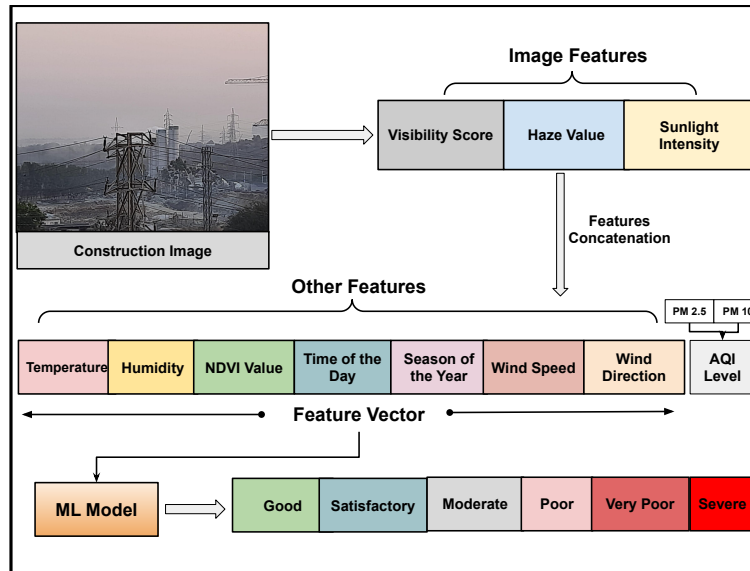 Image Features
Visibility Score
Haze Value
Sunlight
Intensity
Construction Image
Features
Concatenation
Other Features
PM 2.5
PM 10
Temperature
Humidity
NDVI Value
Time of the
Day
Season of
the Year
Wind Speed
Wind
Direction
AQI
Level
Feature Vector
ML Model
Good
Satisfactory
Moderate
Poor
Very Poor
Severe